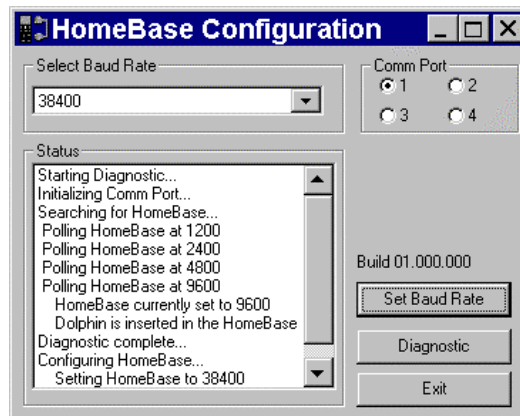 HomeBase Configuration
Select Baud Rate
38400
Comm Port
1
2
3
4
Status
Starting Diagnostic...
Initializing Comm Port...
Searching for HomeBase...
Polling HomeBase at 1200
Polling HomeBase at 2400
Polling HomeBase at 4800
Polling HomeBase at 9600
HomeBase currently set to 9600
Dolphin is inserted in the HomeBase
Diagnostic complete...
Configuring HomeBase...
Setting HomeBase to 38400
Build 01.000.000
Set Baud Rate
Diagnostic
Exit